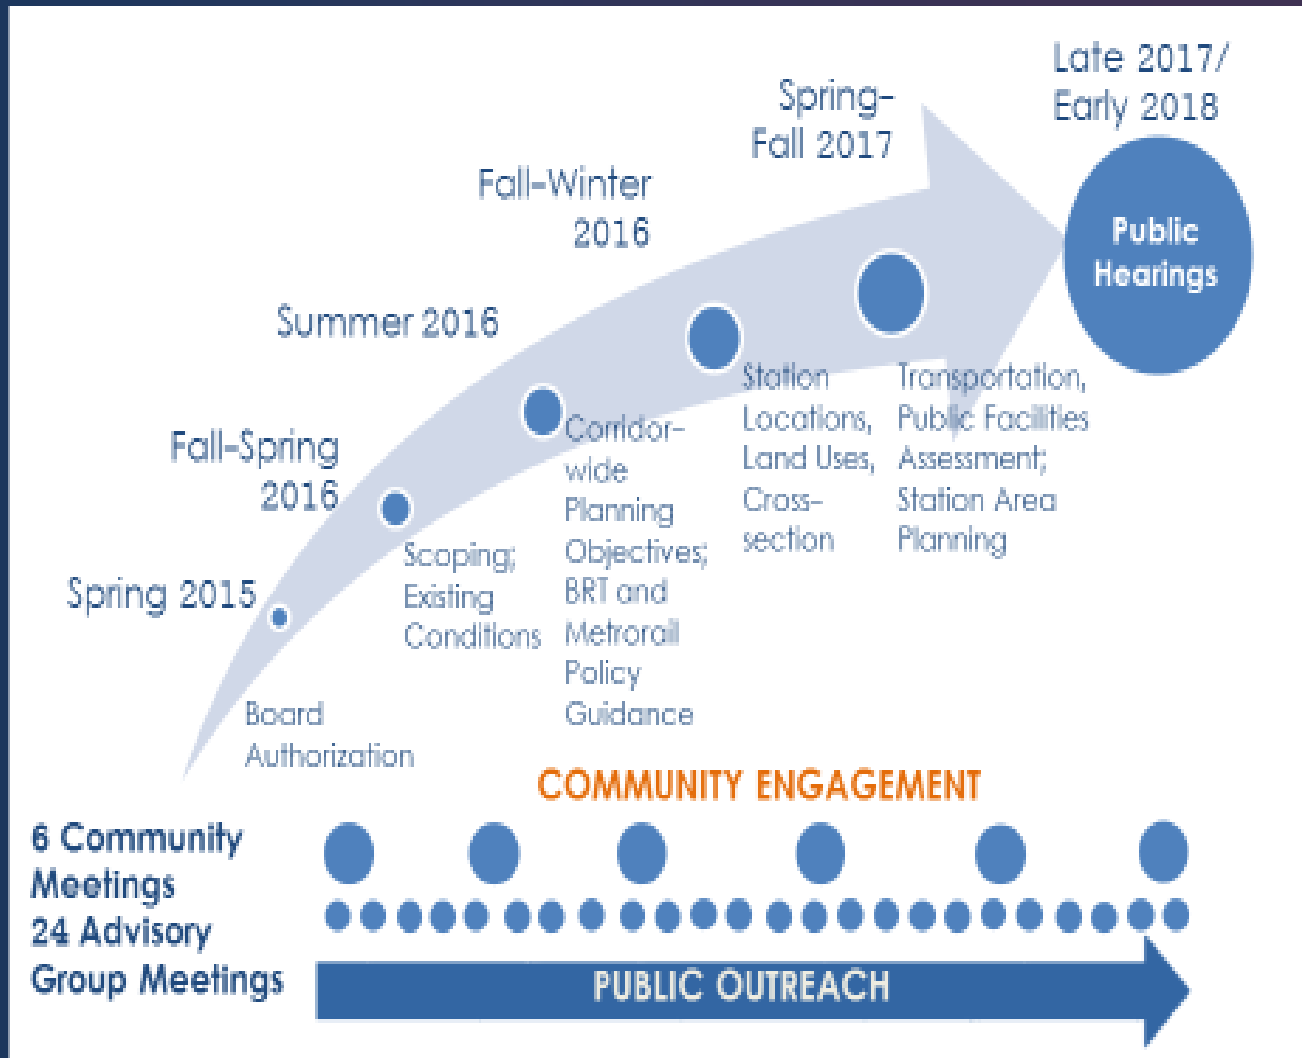 Late 2017/
Early 2018
Public
Hearings
Spring-
Fall 2017
Fall-Winter
2016
Summer 2016
Fall-Spring
2016
Spring 2015
Board
Authorization
Scoping;
Existing
Conditions
Corridor-
wide
Planning
Objectives;
BRT and
Metrorail
Policy
Guidance
Station
Locations,
Land Uses,
Cross-
section
Transportation,
Public Facilities
Assessment;
Station Area
Planning
COMMUNITY ENGAGEMENT
6 Community
Meetings
24 Advisory
Group Meetings
PUBLIC OUTREACH